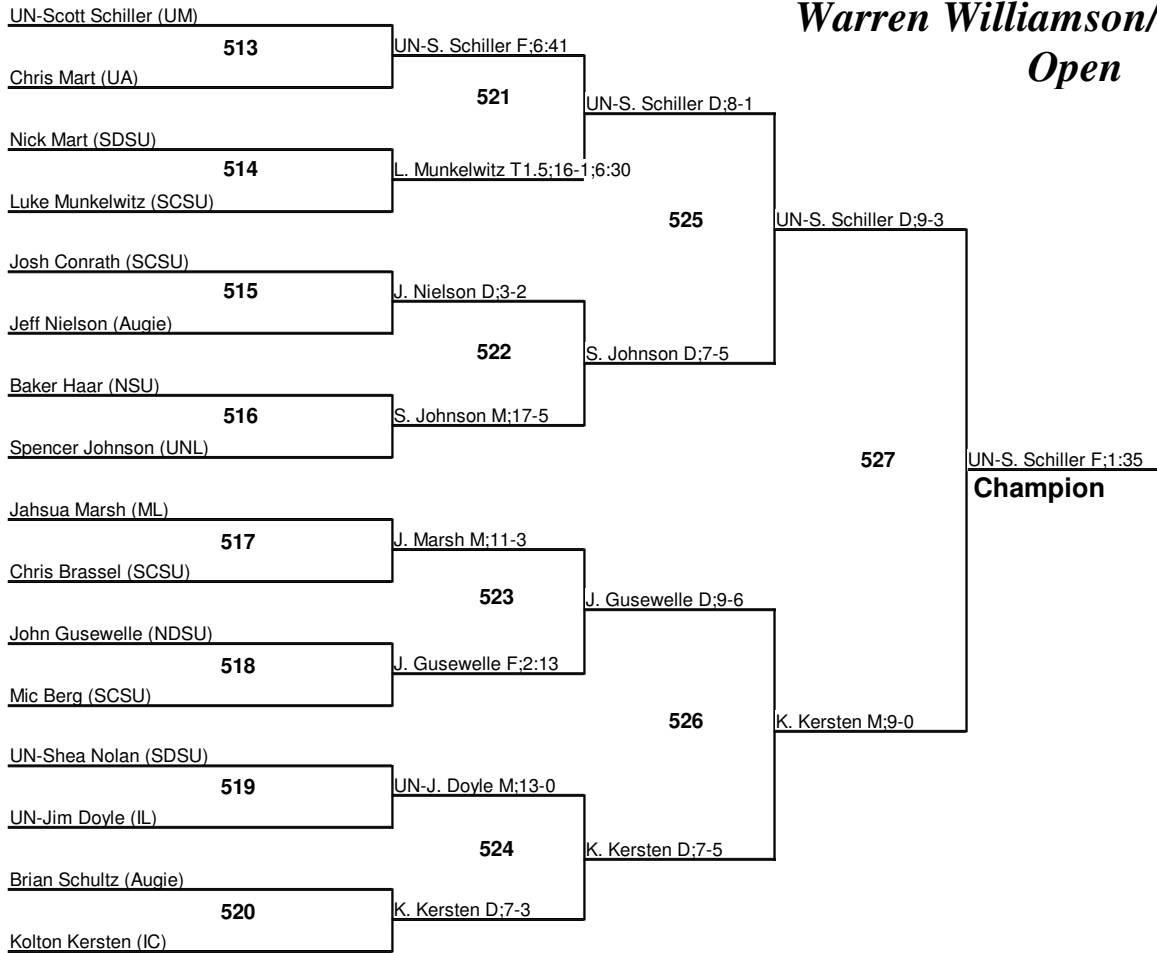 Warren Williamson/
Open
UN-Scott Schiller (UM)
513
Chris Mart (UA)
Nick Mart (SDSU)
514
Luke Munkelwitz (SCSU)
Josh Conrath (SCSU)
515
Jeff Nielson (Augie)
Baker Haar (NSU)
516
Spencer Johnson (UNL)
Jahsua Marsh (ML)
517
Chris Brassel (SCSU)
John Gusewelle (NDSU)
518
Mic Berg (SCSU)
UN-Shea Nolan (SDSU)
519
UN-Jim Doyle (IL)
Brian Schultz (Augie)
520
Kolton Kersten (IC)
UN-S. Schiller F;6:41
521
L. Munkelwitz T1.5;16-1;6:30
J. Nielson D;3-2
522
S. Johnson M;17-5
J. Marsh M;11-3
523
J. Gusewelle F;2:13
UN-J. Doyle M;13-0
524
K. Kersten D;7-3
UN-S. Schiller D;8-1
525
S. Johnson D;7-5
J. Gusewelle D;9-6
526
K. Kersten D;7-5
UN-S. Schiller D;9-3
527
K. Kersten M;9-0
UN-S. Schiller F;1:35
Champion